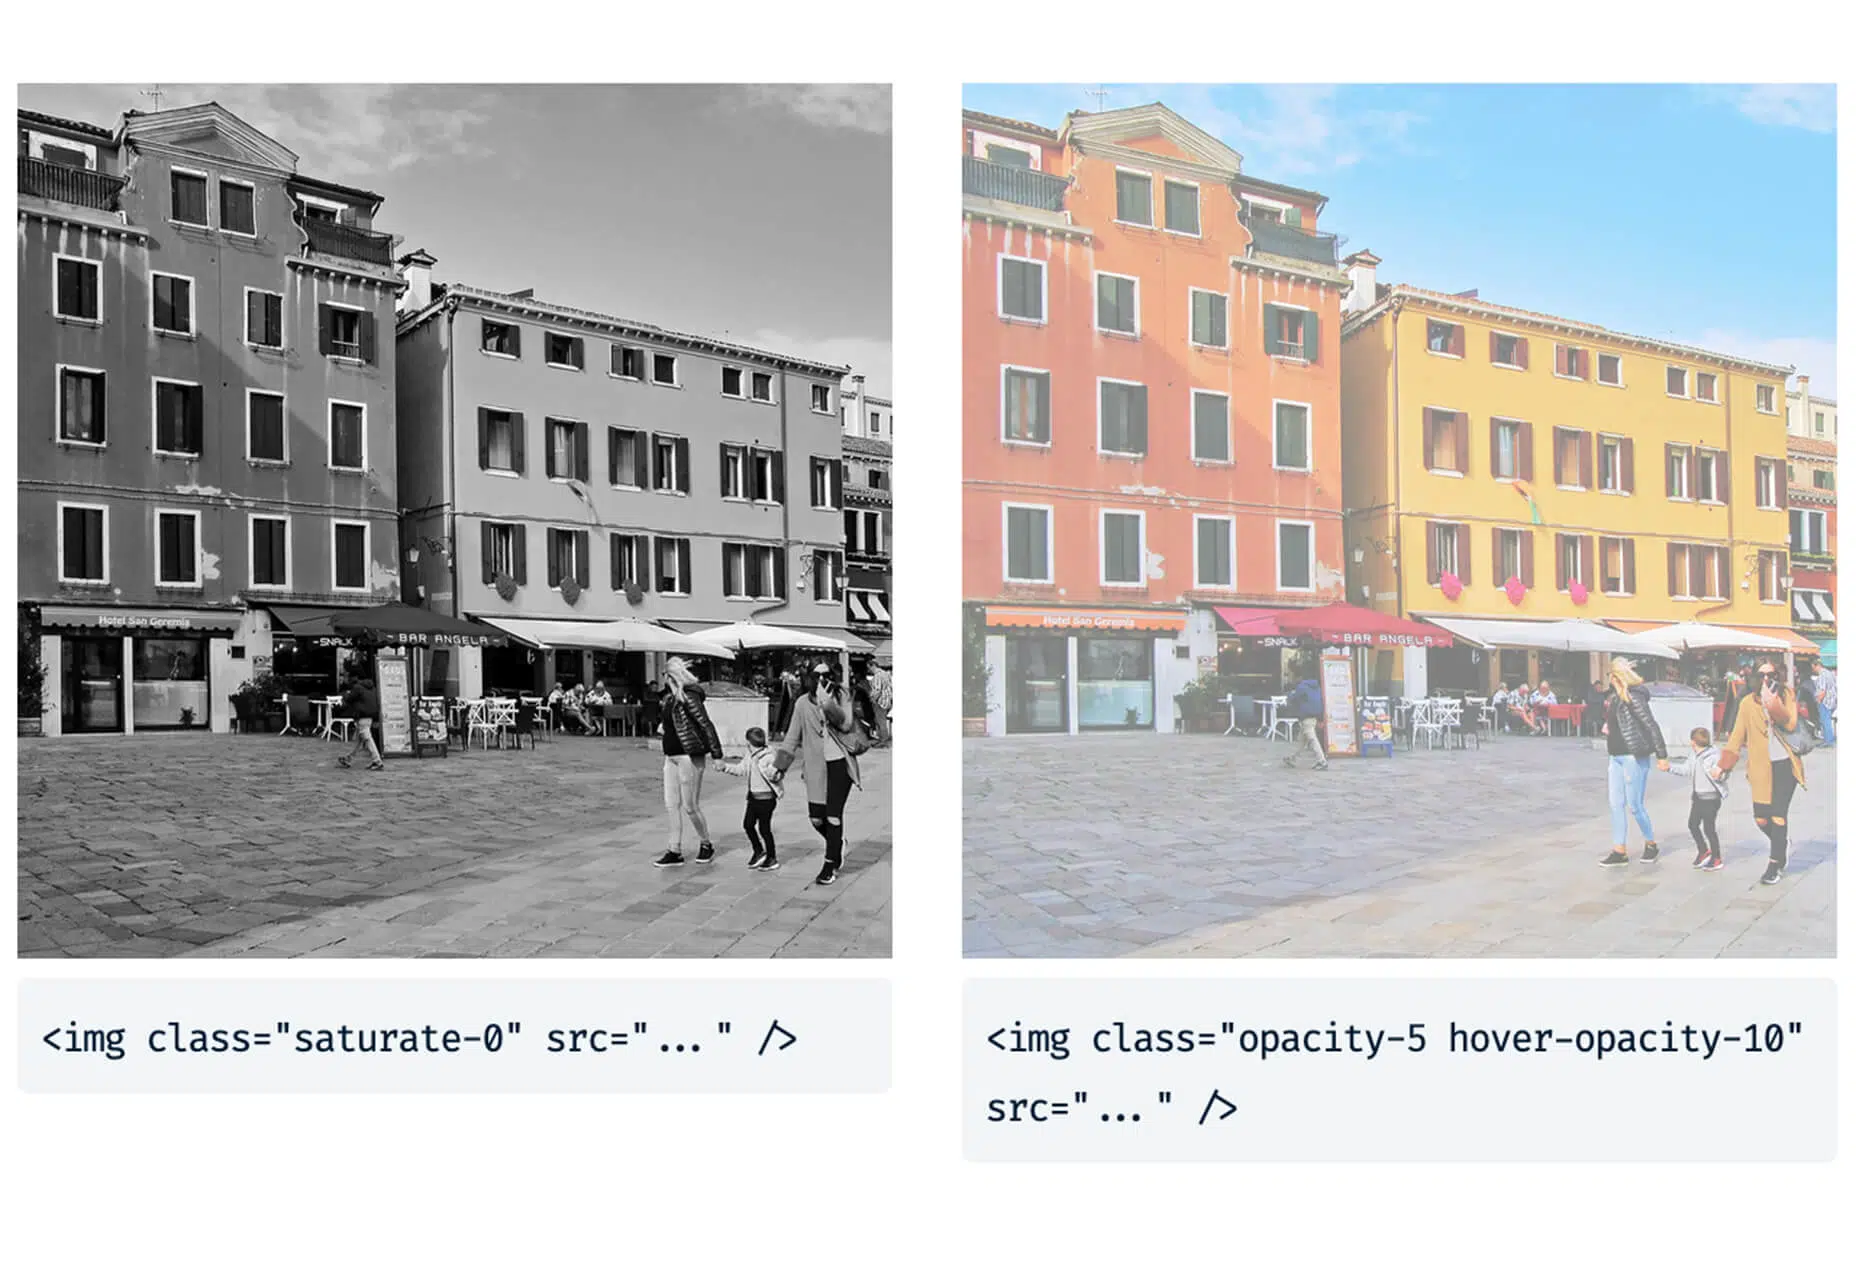 Hotel San Geremia
-SNACK
- BAR ANGELA -
<img class="saturate-0" src="..." />
Hotel San Geremia
-SNACK
- BAR ANGELA -
<img class="opacity-5 hover-opacity-10"
src="..." />